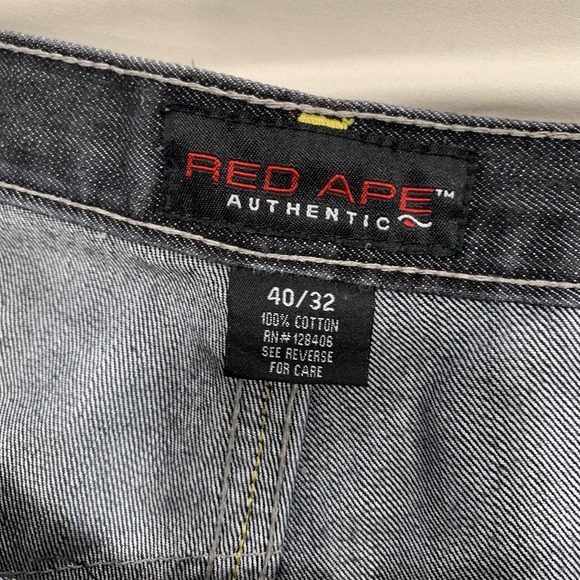 RED APE™
AUTHENTIC
40/32
100% COTTON
RN#128406
SEE REVERSE
FOR CARE